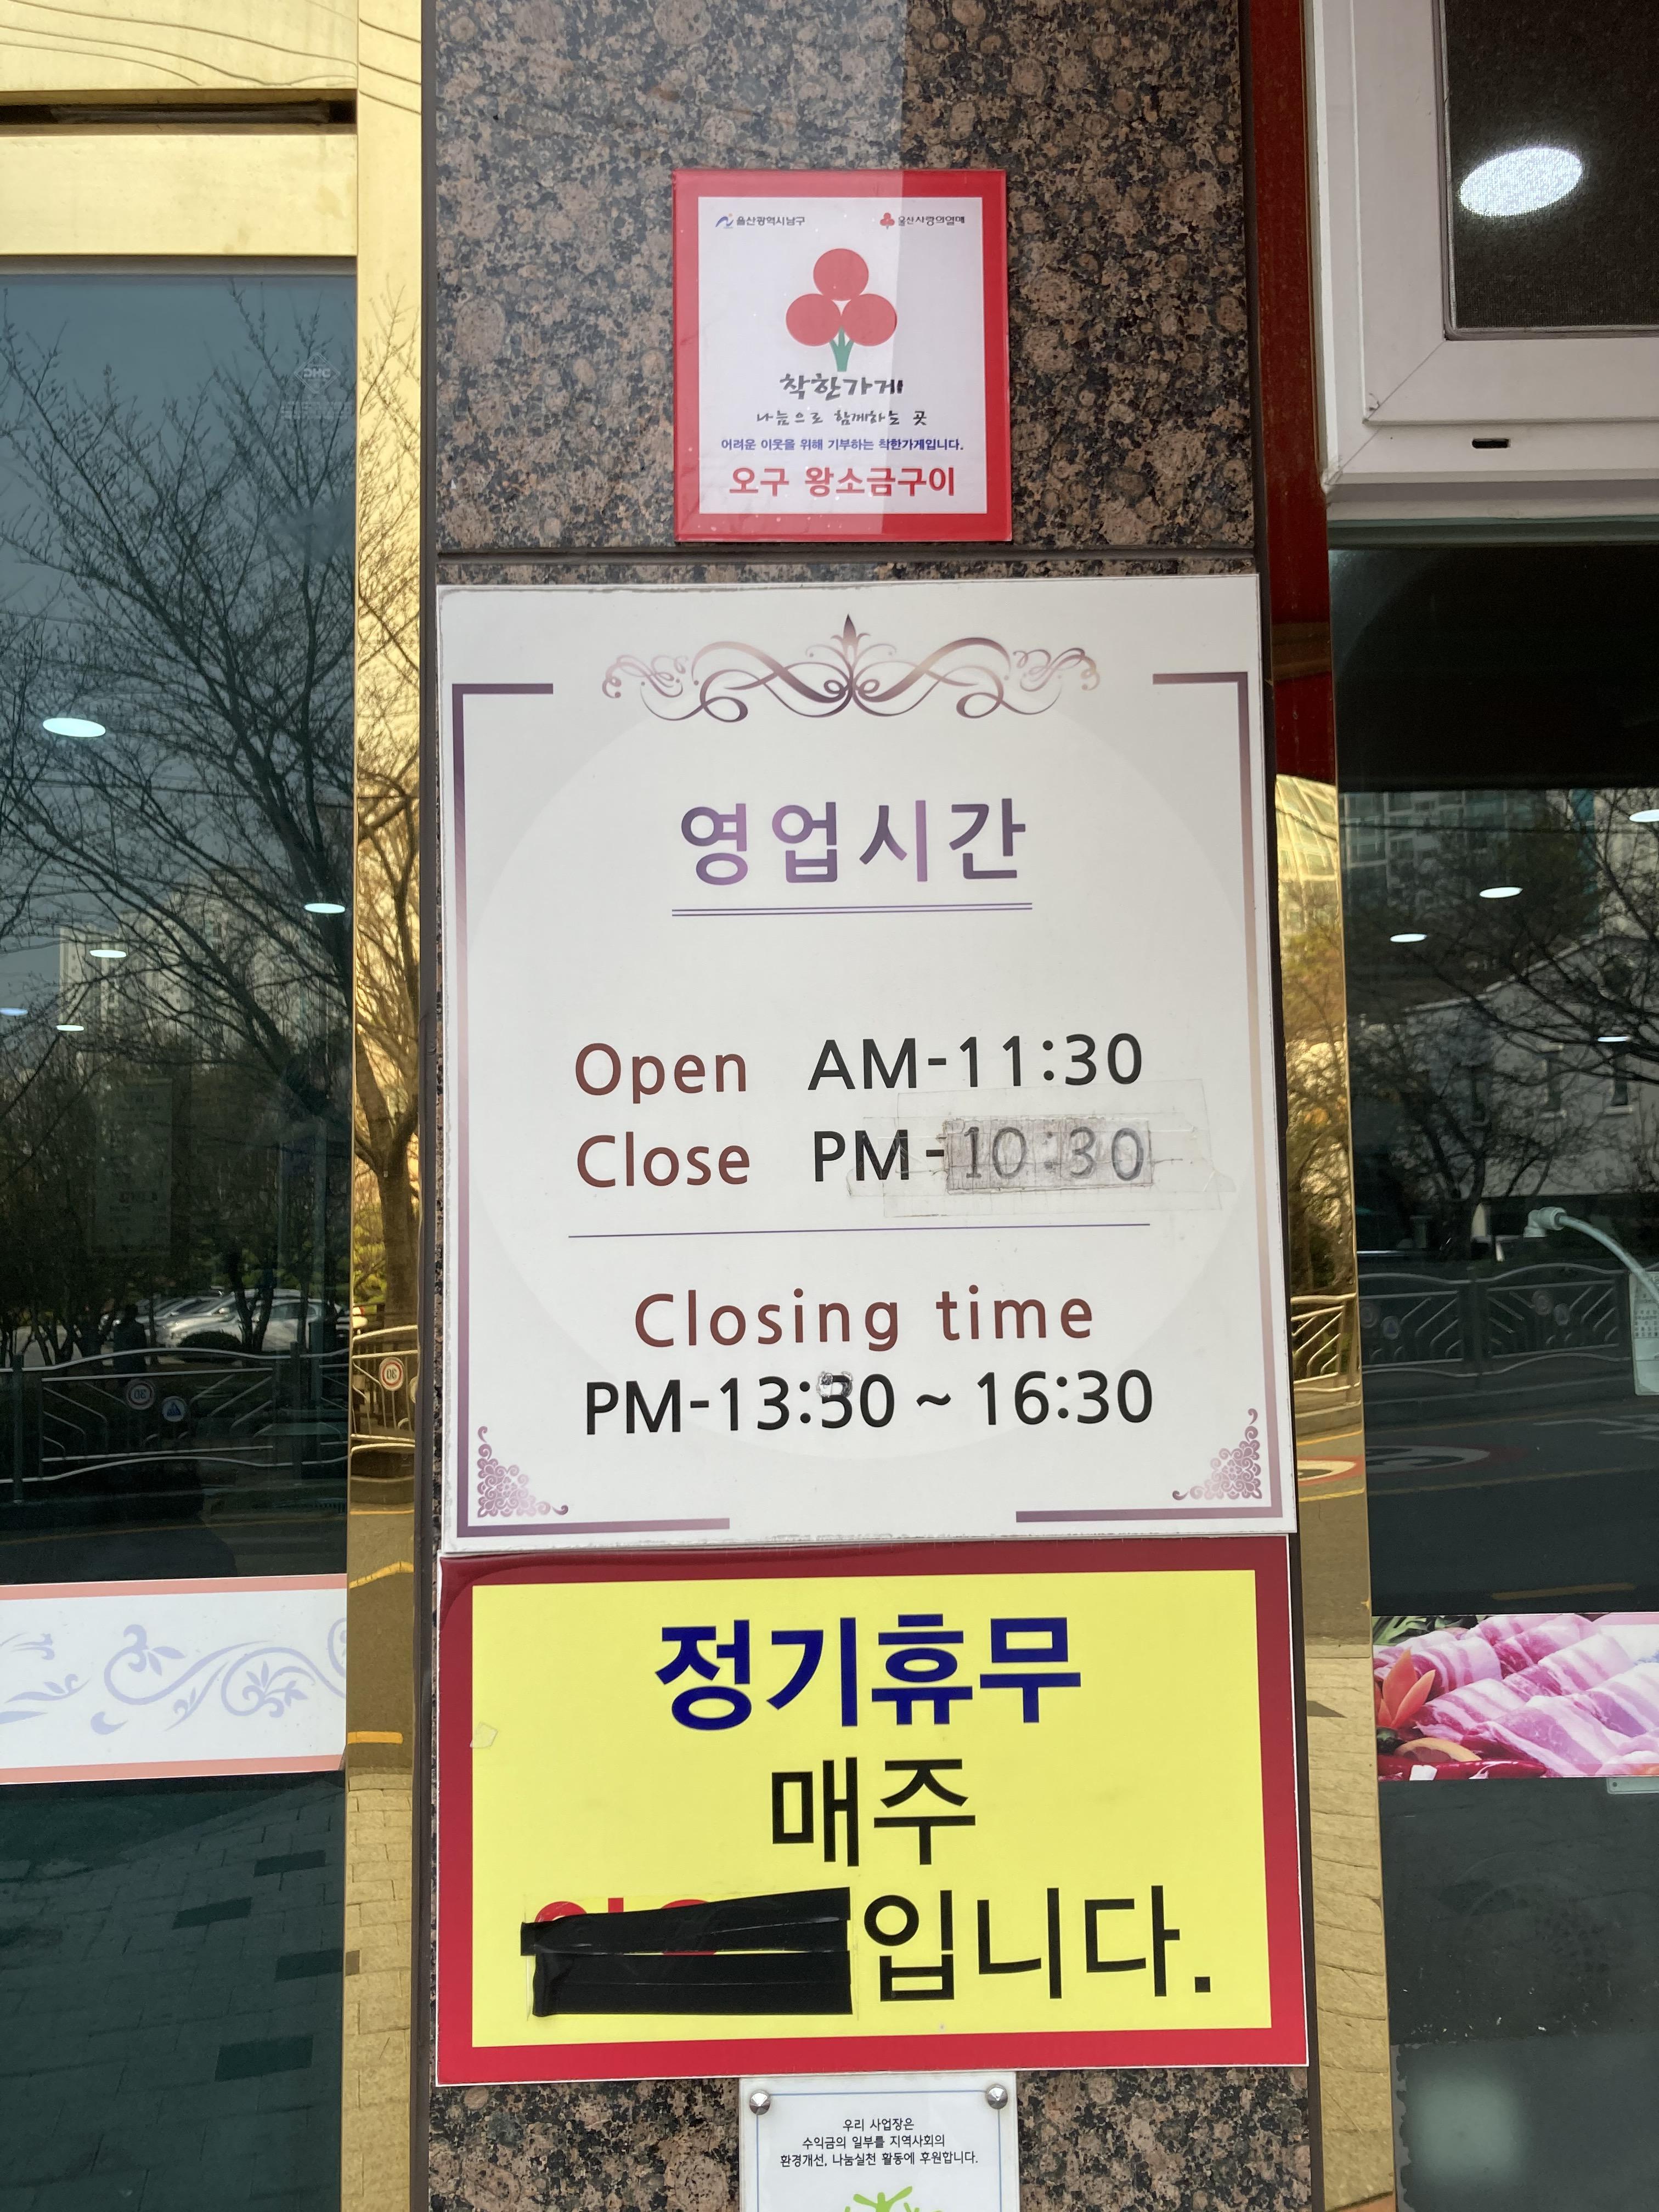 울산광역시남구
울산사랑의열매
착한가게
나눔으로 함께하는 곳
어려운 이웃을 위해 기부하는 착한가게입니다.
오구 왕소금구이
영업시간
Open AM-11:30
Close PM-10:30
Closing time
PM-13:30 ~ 16:30
정기휴무
매주
입니다.
우리 사업장은
수익금의 일부를 지역사회의
환경개선, 나눔실천 활동에 후원합니다.